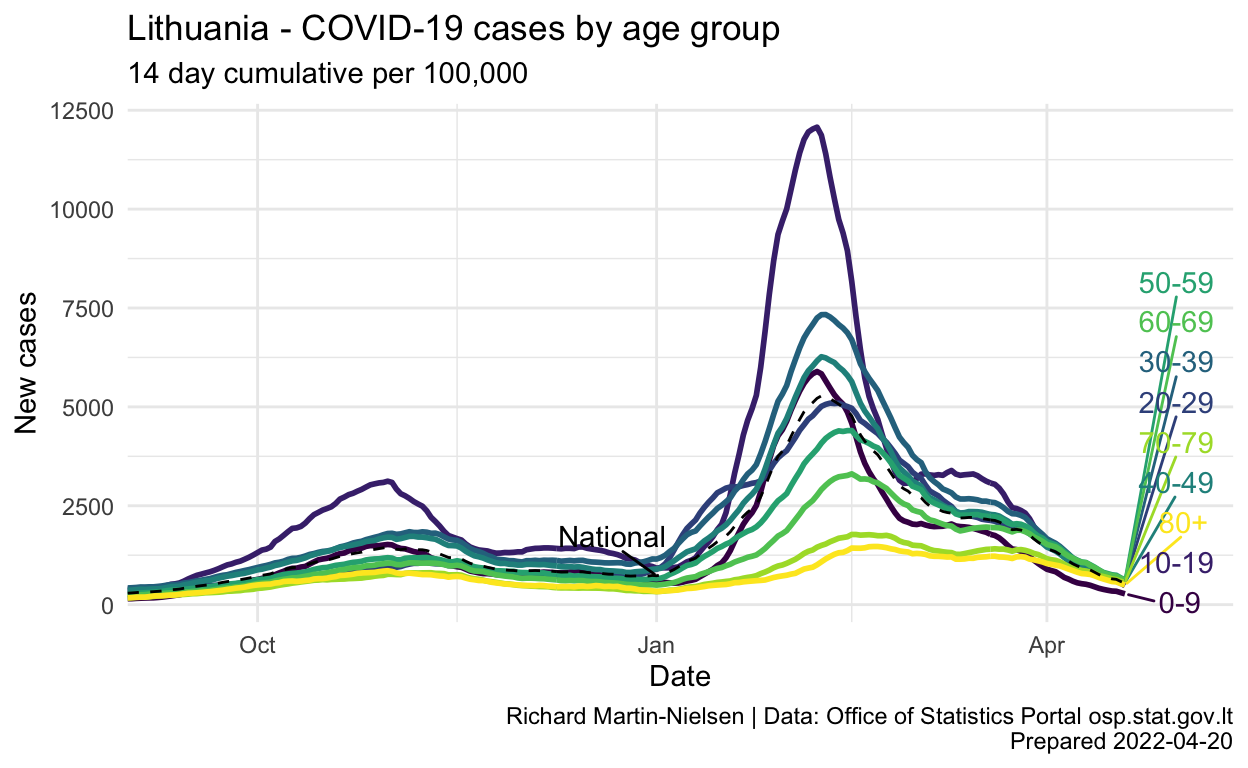 Lithuania - COVID-19 cases by age group
14 day cumulative per 100,000
12500
10000
7500
5000
2500
0
New cases
National
50-59
60-69
30-39
20-29
70-79
40-49
80+
10-19
0-9
Oct
Jan
Apr
Date
Richard Martin-Nielsen | Data: Office of Statistics Portal osp.stat.gov.lt
Prepared 2022-04-20